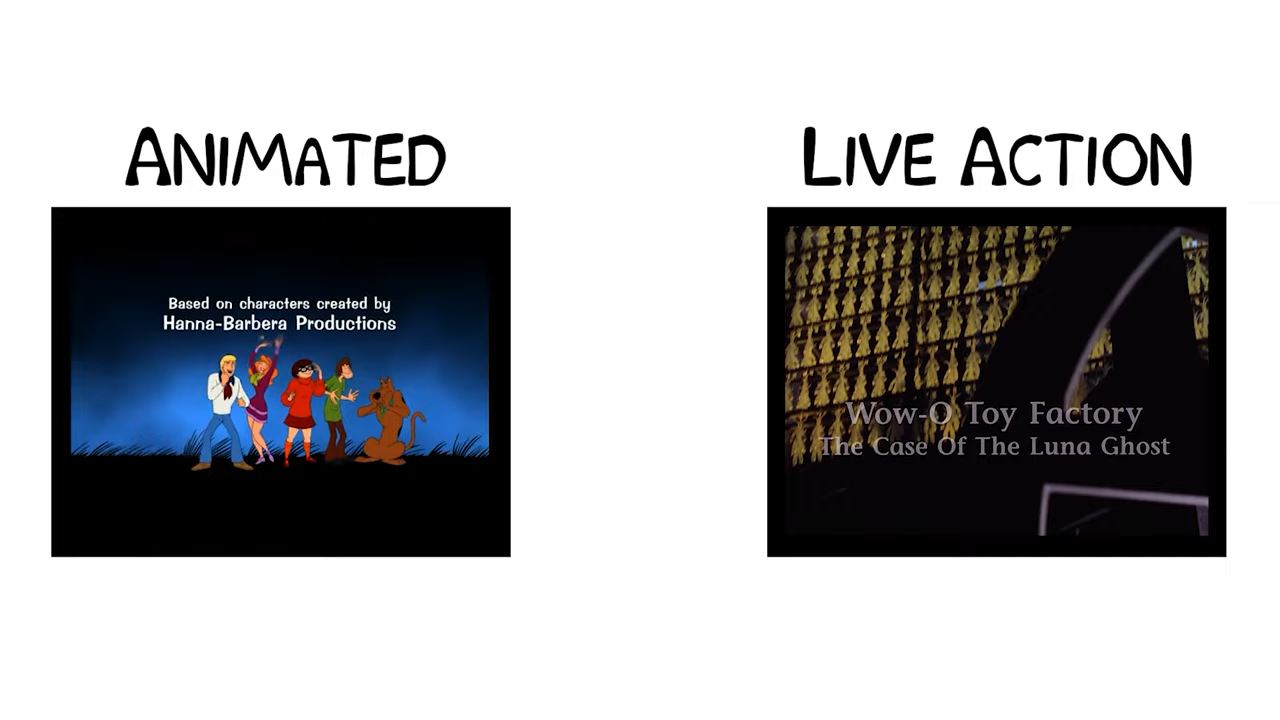 Animated
Live Action
Based on characters created by
Hanna-Barbera Productions
Wow-O Toy Factory
The Case Of The Luna Ghost